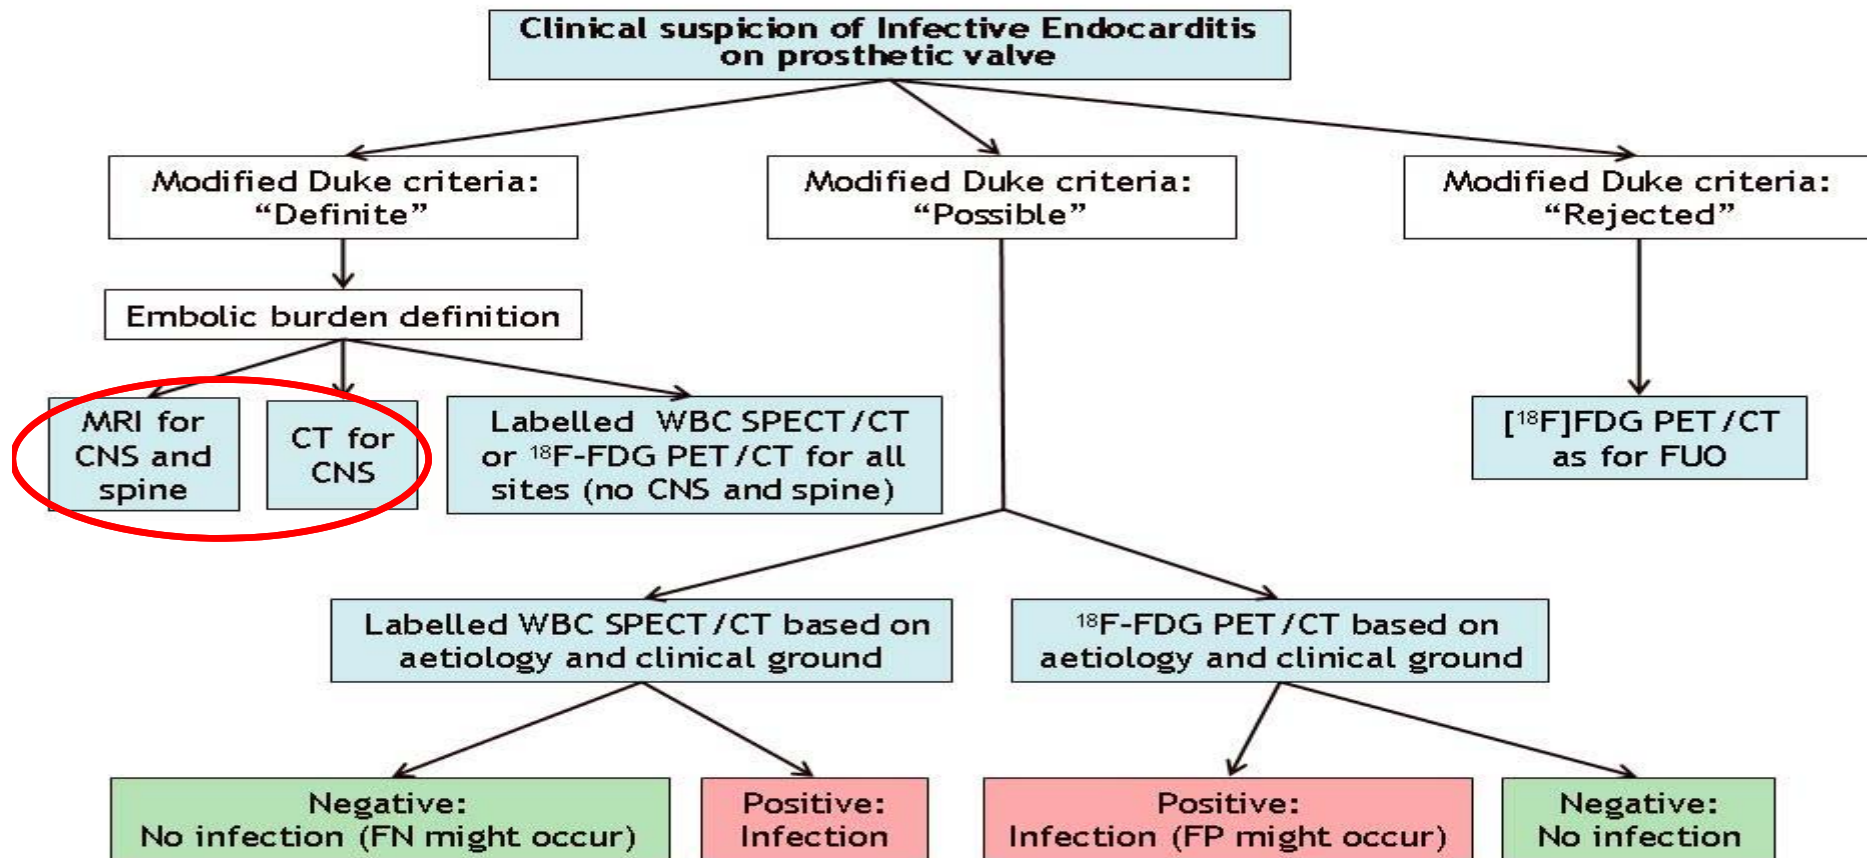 Clinical suspicion of Infective Endocarditis
on prosthetic valve
Modified Duke criteria:
“Definite”
Modified Duke criteria:
“Possible”
Modified Duke criteria:
“Rejected”
Embolic burden definition
MRI for
CNS and
spine
CT for
CNS
Labelled WBC SPECT/CT
or ¹⁸F-FDG PET/CT for all
sites (no CNS and spine)
[¹⁸F]FDG PET/CT
as for FUO
Labelled WBC SPECT/CT based on
aetiology and clinical ground
¹⁸F-FDG PET/CT based on
aetiology and clinical ground
Negative:
No infection (FN might occur)
Positive:
Infection
Positive:
Infection (FP might occur)
Negative:
No infection